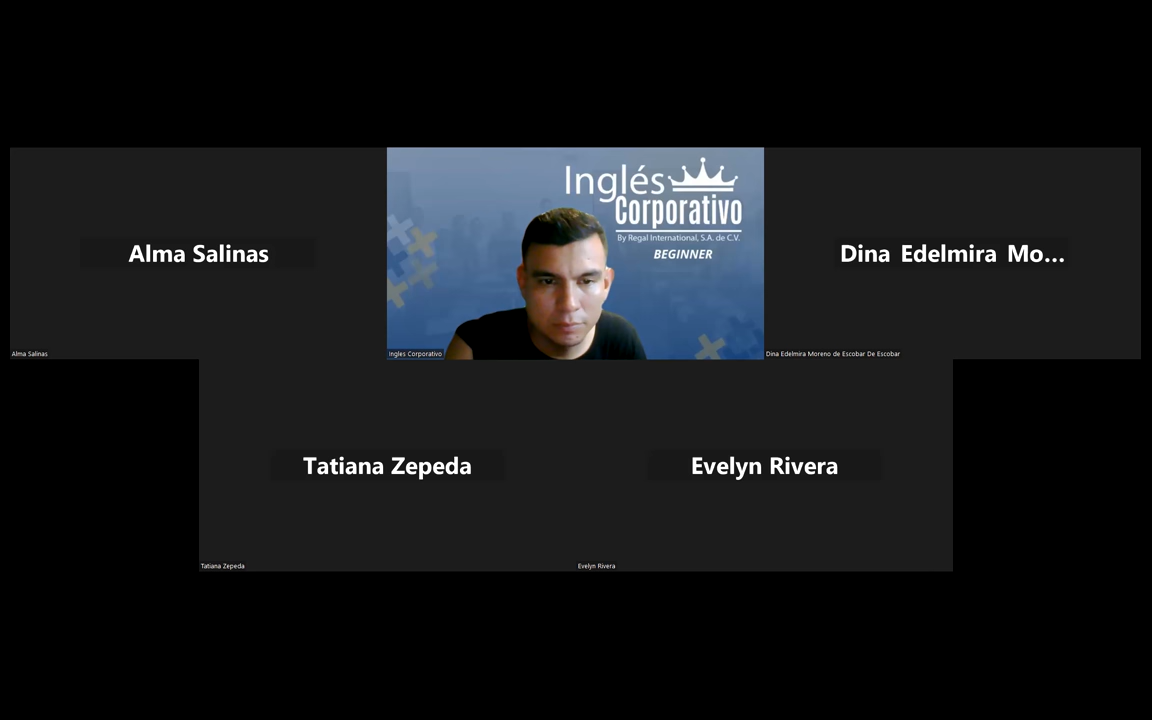 Alma Salinas
Alma Salinas
Inglés
Corporativo
By Regal International, S.A. de C.V.
BEGINNER
Ingles Corporativo
Dina Edelmira Mo...
Dina Edelmira Moreno de Escobar De Escobar
Tatiana Zepeda
Tatiana Zepeda
Evelyn Rivera
Evelyn Rivera